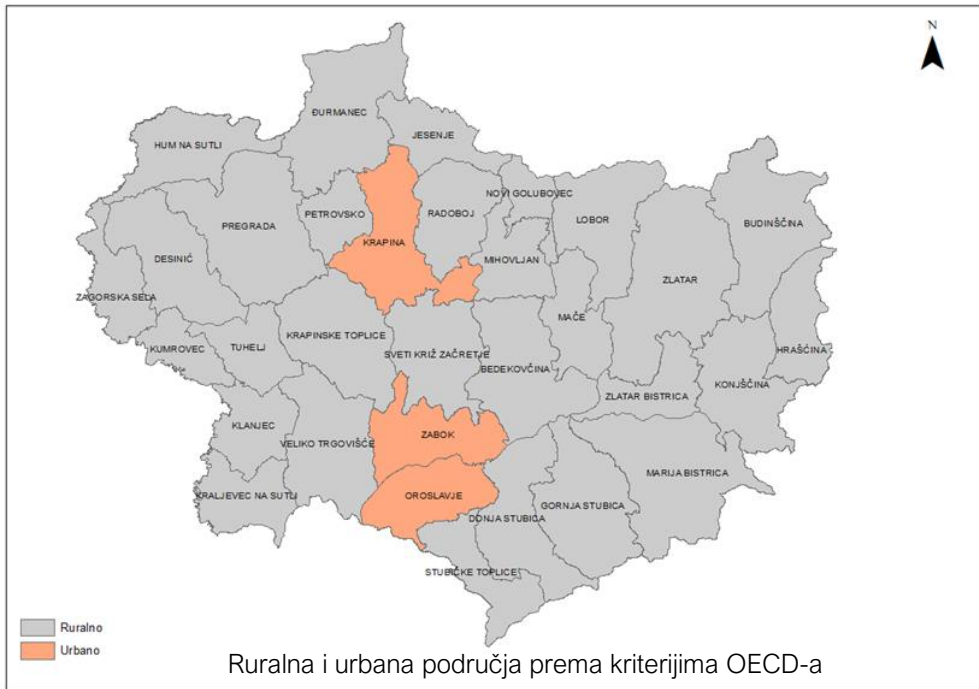 N
ĐURMANEC
JESENJE
HUM NA SUTLI
NOVI GOLUBOVEC
PETROVSKO
RADOBOJ
LOBOR
PREGRADA
BUDINŠČINA
KRAPINA
DESINIĆ
MIHOVLJAN
ZLATAR
ZAGORSKA SELA
MAČE
KRAPINSKE TOPLICE
KUMROVEC
TUHELJ
SVETI KRIŽ ZAČRETJE
HRAŠĆINA
BEDEKOVČINA
KONJŠČINA
ZLATAR BISTRICA
KLANJEC
ZABOK
VELIKO TRGOVIŠĆE
MARIJA BISTRICA
KRALJEVEC NA SUTLI
OROSLAVJE
GORNJA STUBICA
DONJA STUBICA
STUBIČKE TOPLICE
Ruralno
Urbano
Ruralna i urbana područja prema kriterijima OECD-a